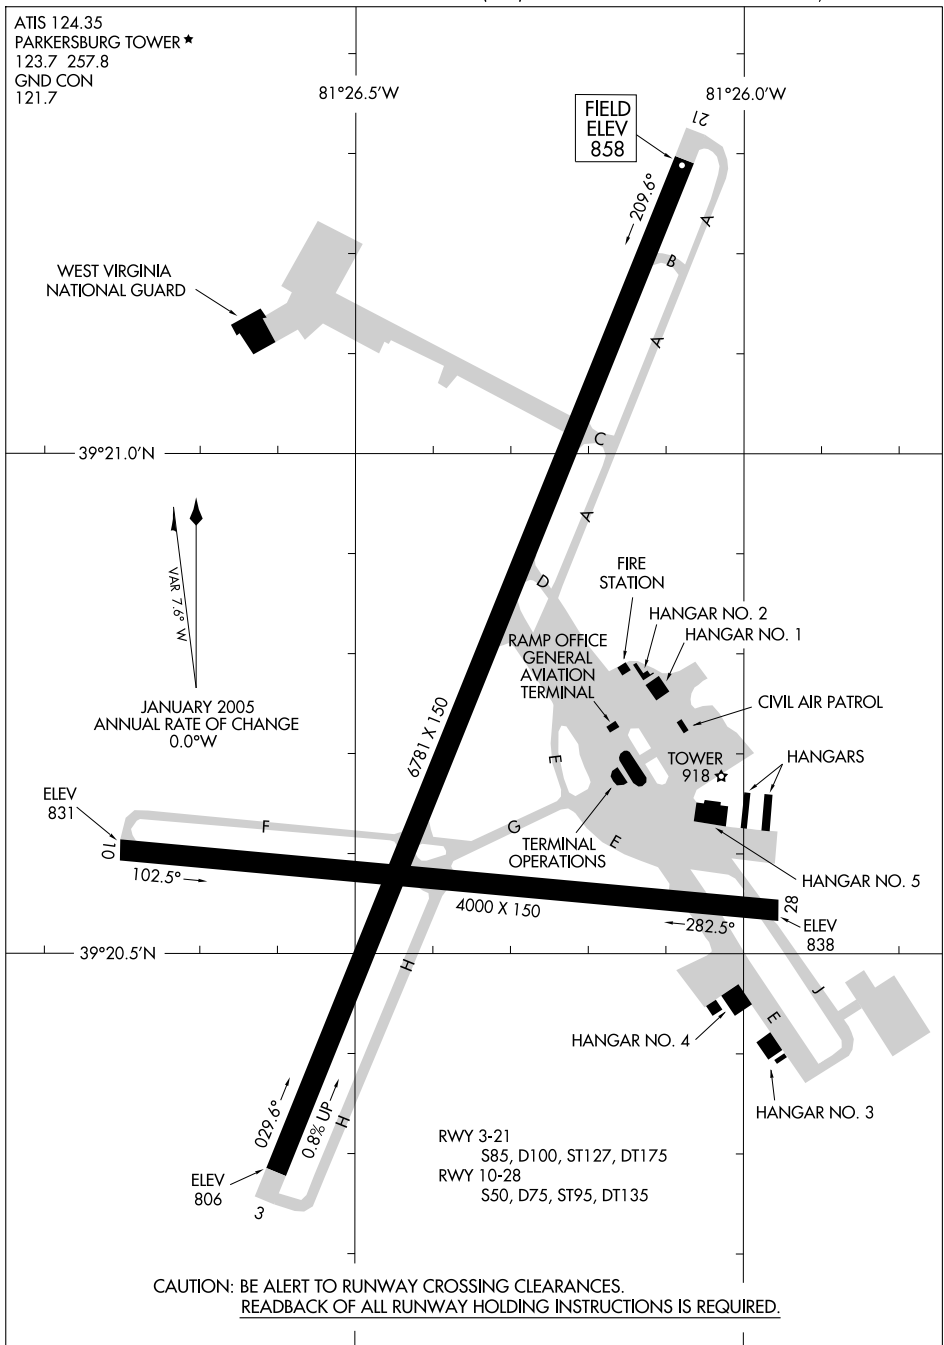 ATIS 124.35
PARKERSBURG TOWER★
123.7 257.8
GND CON
121.7
81°26.5'W
81°26.0'W
FIELD
ELEV
858
21
209.6°
A
B
WEST VIRGINIA
NATIONAL GUARD
A
C
39°21.0'N
A
VAR 7.6° W
JANUARY 2005
ANNUAL RATE OF CHANGE
0.0°W
D
FIRE
STATION
HANGAR NO. 2
HANGAR NO. 1
RAMP OFFICE
GENERAL
AVIATION
TERMINAL
CIVIL AIR PATROL
6781 X 150
E
TOWER
918
HANGARS
ELEV
831
F
G
E
TERMINAL
OPERATIONS
10
102.5°
HANGAR NO. 5
4000 X 150
28
282.5°
ELEV
838
39°20.5'N
H
J
E
HANGAR NO. 4
HANGAR NO. 3
029.6°
0.8% UP
H
RWY 3-21
S85, D100, ST127, DT175
RWY 10-28
S50, D75, ST95, DT135
ELEV
806
3
CAUTION: BE ALERT TO RUNWAY CROSSING CLEARANCES.
READBACK OF ALL RUNWAY HOLDING INSTRUCTIONS IS REQUIRED.